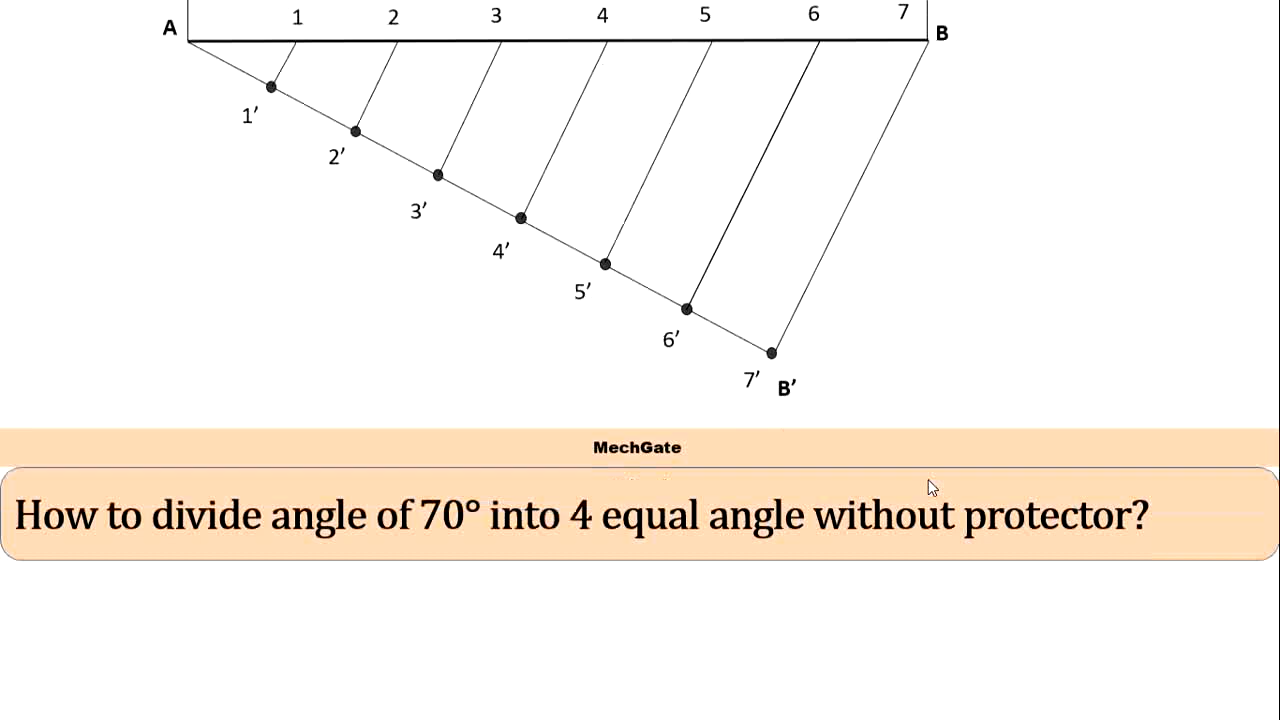 A 1 2 3 4 5 6 7 B
1′
2′
3′
4′
5′
6′
7′ B′
MechGate
How to divide angle of 70° into 4 equal angle without protector?